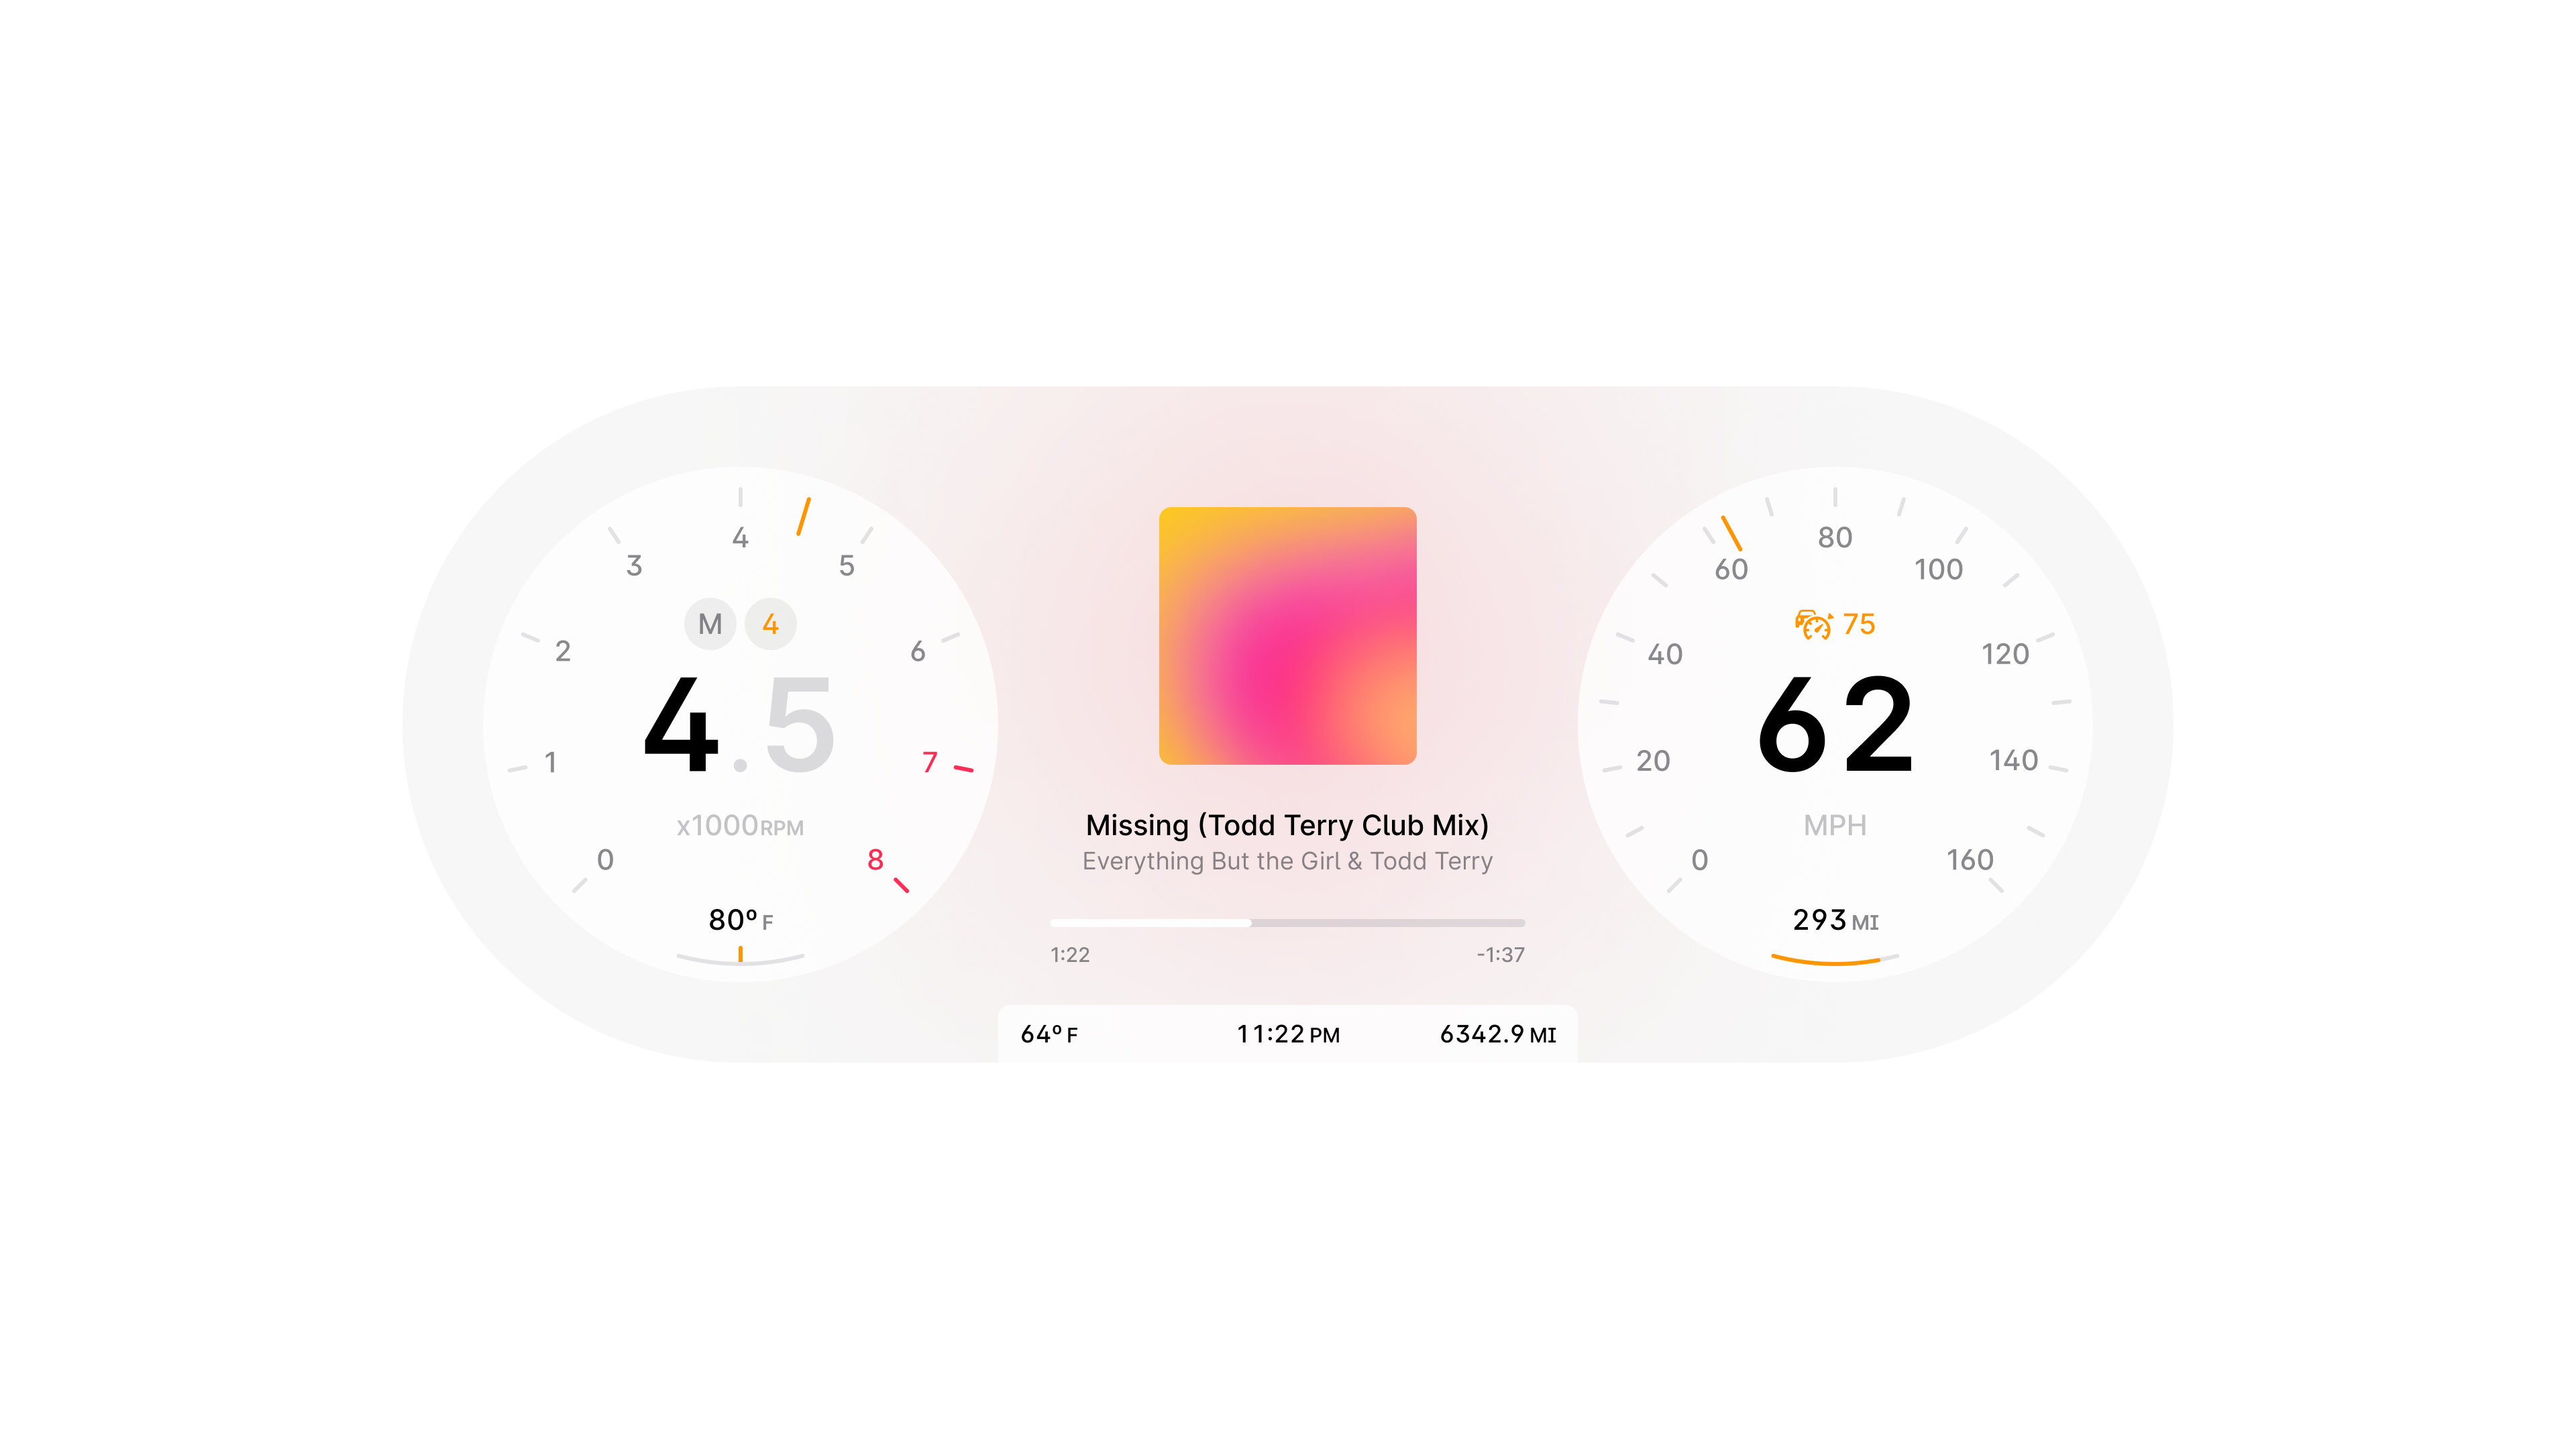 4
3
5
M 4
2
6
4.5
1
7
x1000RPM
0
8
80º F
Missing (Todd Terry Club Mix)
Everything But the Girl & Todd Terry
1:22
-1:37
64º F
11:22 PM
6342.9 MI
80
60
100
75
40
120
62
20
140
MPH
0
160
293 MI